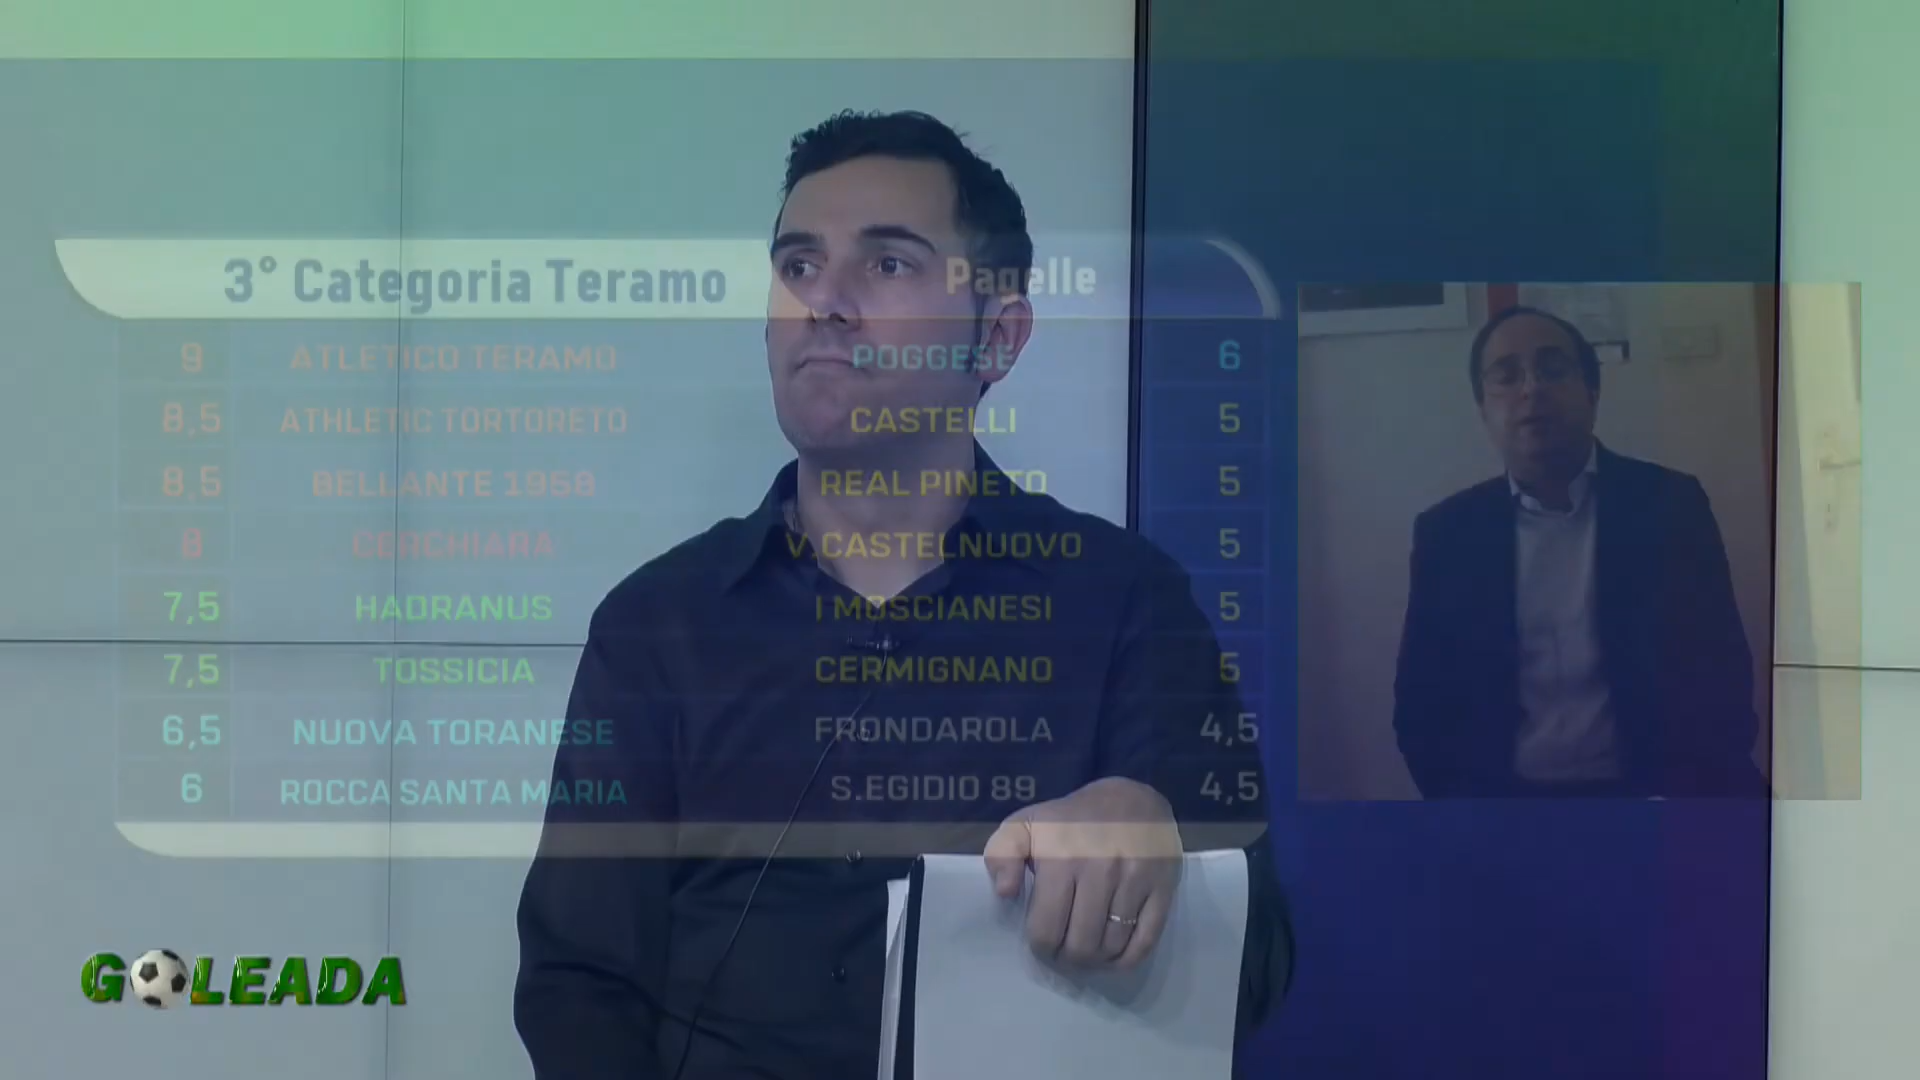 3° Categoria Teramo Pagelle
9 ATLETICO TERAMO POGGESE 6
8,5 ATHLETIC TORTORETO CASTELLI 5
8,5 BELLANTE 1958 REAL PINETO 5
8 CERCHIARA V.CASTELNUOVO 5
7,5 HADRANUS I MOSCIANESI 5
7,5 TOSSICIA CERMIGNANO 5
6,5 NUOVA TORANESE FRONDAROLA 4,5
6 ROCCA SANTA MARIA S.EGIDIO 89 4,5
GOLEADA